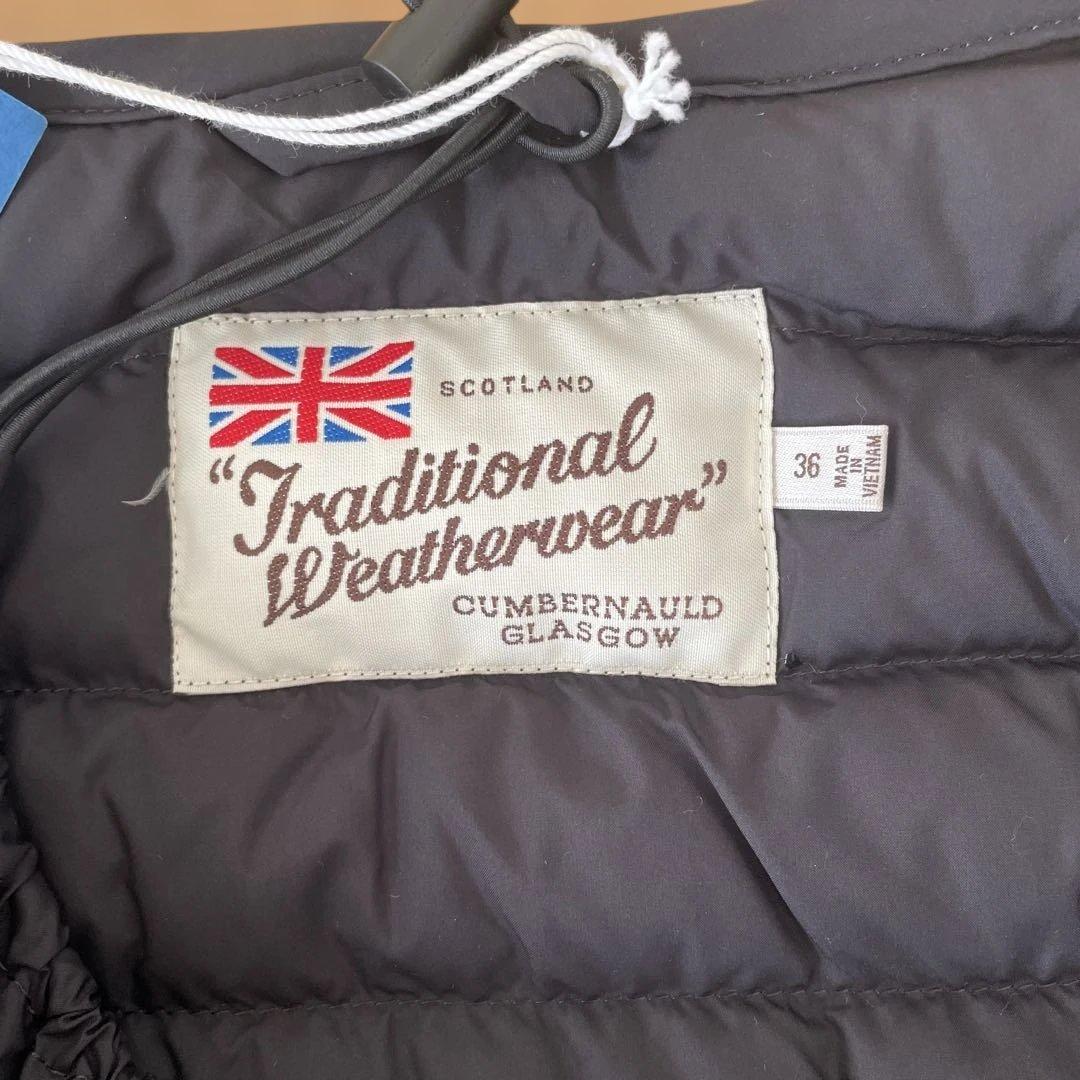 SCOTLAND
“Traditional
Weatherwear”
CUMBERNAULD
GLASGOW
36
MADE
IN
VIETNAM